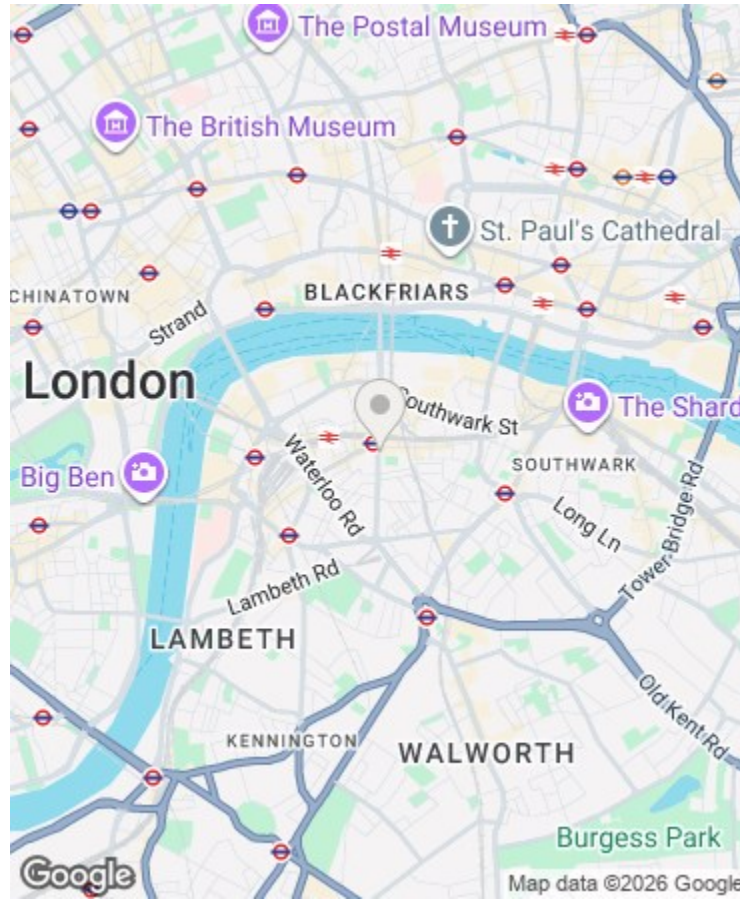 The Postal Museum
The British Museum
St. Paul's Cathedral
CHINATOWN
BLACKFRIARS
Strand
London
Southwark St
The Shard
Big Ben
Waterloo Rd
SOUTHWARK
Long Ln
Tower Bridge Rd
Lambeth Rd
LAMBETH
Old Kent Rd
KENNINGTON
WALWORTH
Burgess Park
Google
Map data ©2026 Google